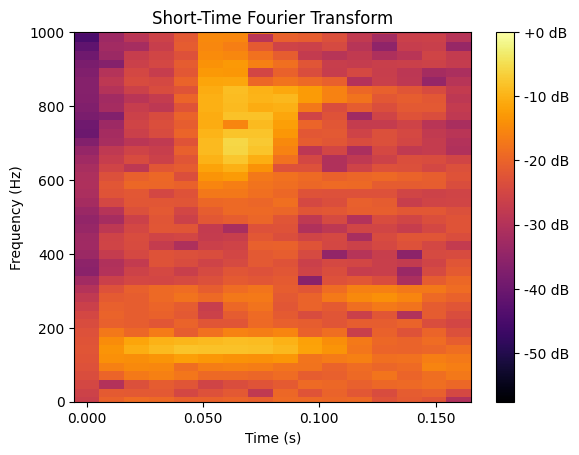 Short-Time Fourier Transform
1000
800
600
400
200
0
Frequency (Hz)
0.000
0.050
0.100
0.150
Time (s)
+0 dB
-10 dB
-20 dB
-30 dB
-40 dB
-50 dB